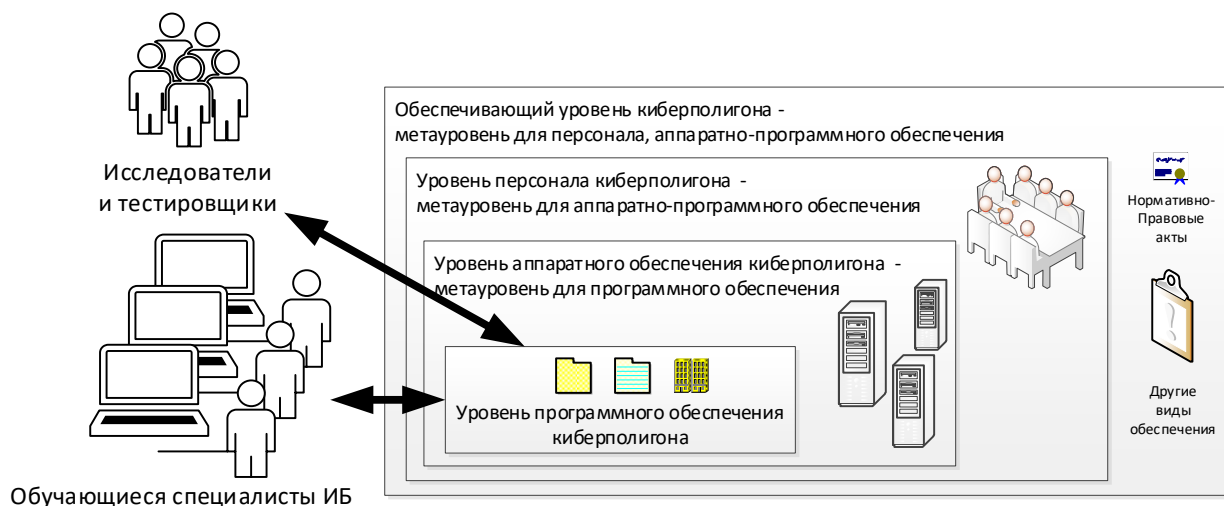 Исследователи
и тестировщики
Обучающиеся специалисты ИБ
Обеспечивающий уровень киберполигона -
метауровень для персонала, аппаратно-программного обеспечения
Уровень персонала киберполигона -
метауровень для аппаратно-программного обеспечения
Уровень аппаратного обеспечения киберполигона -
метауровень для программного обеспечения
Уровень программного обеспечения
киберполигона
Нормативно-
Правовые
акты
Другие
виды
обеспечения